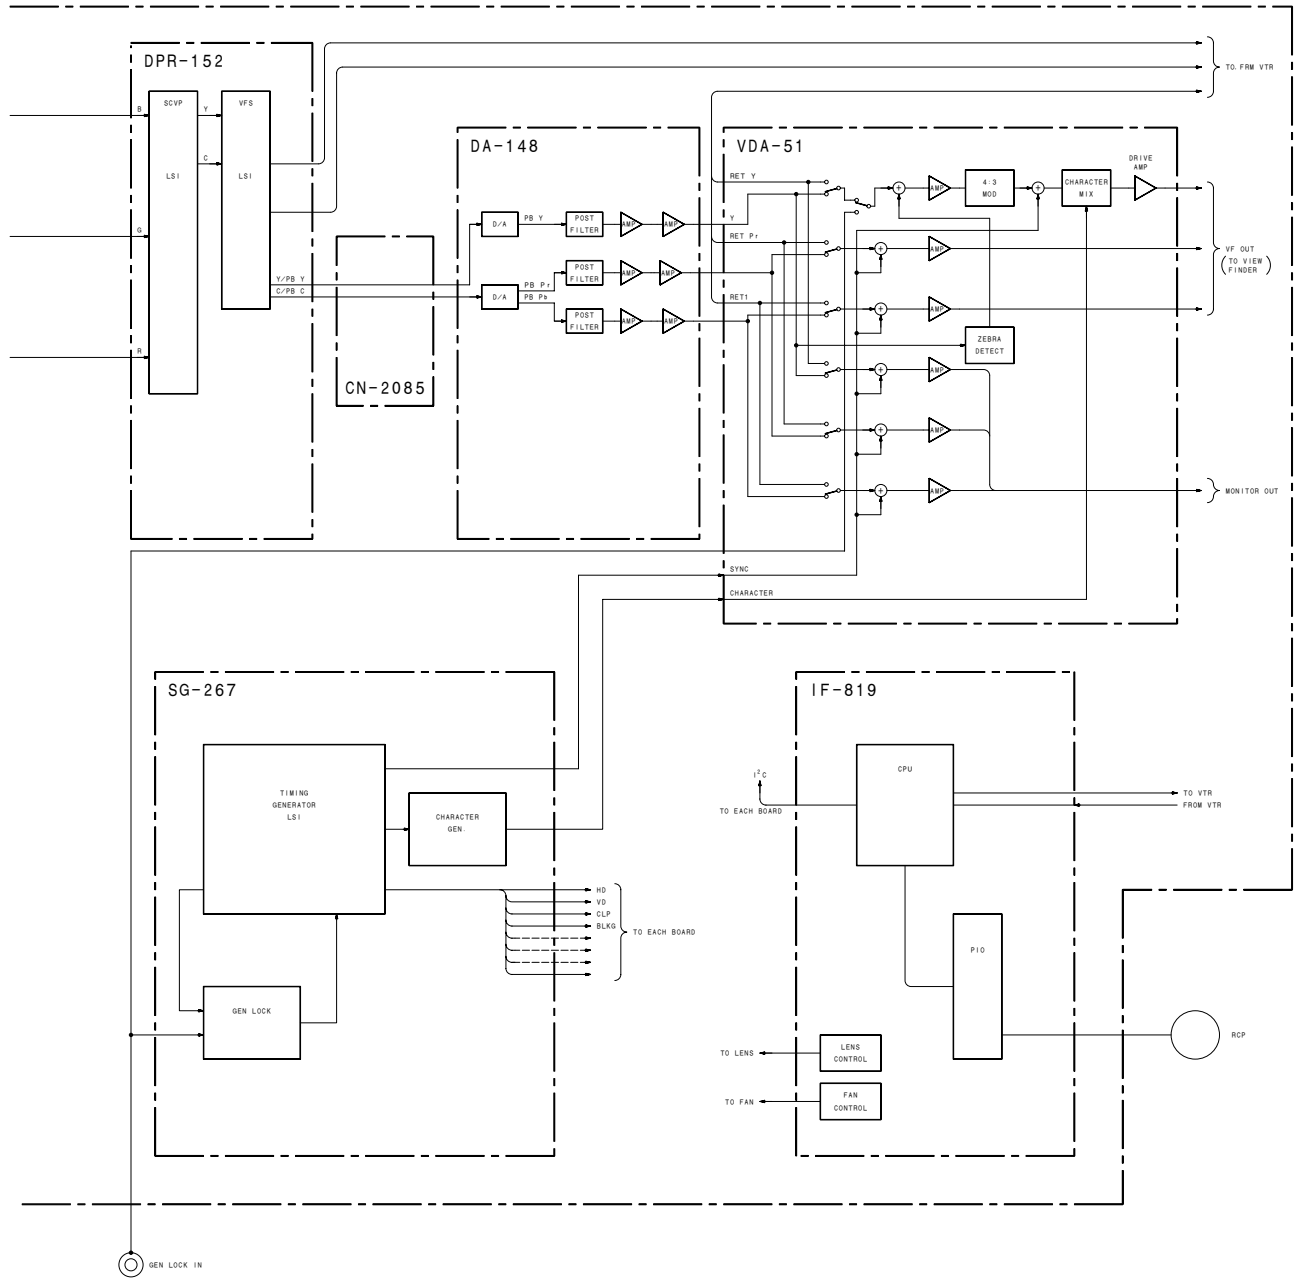 DPR-152
SCVP
LSI
VFS
LSI
B
G
R
Y
C
Y/PB Y
C/PB C
CN-2085
DA-148
D/A
PB Y
POST
FILTER
AMP
AMP
D/A
PB Pr
PB Pb
POST
FILTER
AMP
AMP
POST
FILTER
AMP
AMP
TO.FRM VTR
VDA-51
RET Y
Y
RET Pr
RET1
+
AMP
4:3
MOD
+
CHARACTER
MIX
DRIVE
AMP
+
AMP
VF OUT
(TO VIEW
FINDER)
+
AMP
ZEBRA
DETECT
+
AMP
+
AMP
+
AMP
MONITOR OUT
SYNC
CHARACTER
SG-267
TIMING
GENERATOR
LSI
CHARACTER
GEN.
HD
VD
CLP
BLKG
TO EACH BOARD
GEN LOCK
GEN LOCK IN
IF-819
CPU
I²C
TO EACH BOARD
TO VTR
FROM VTR
PIO
RCP
TO LENS
LENS
CONTROL
TO FAN
FAN
CONTROL